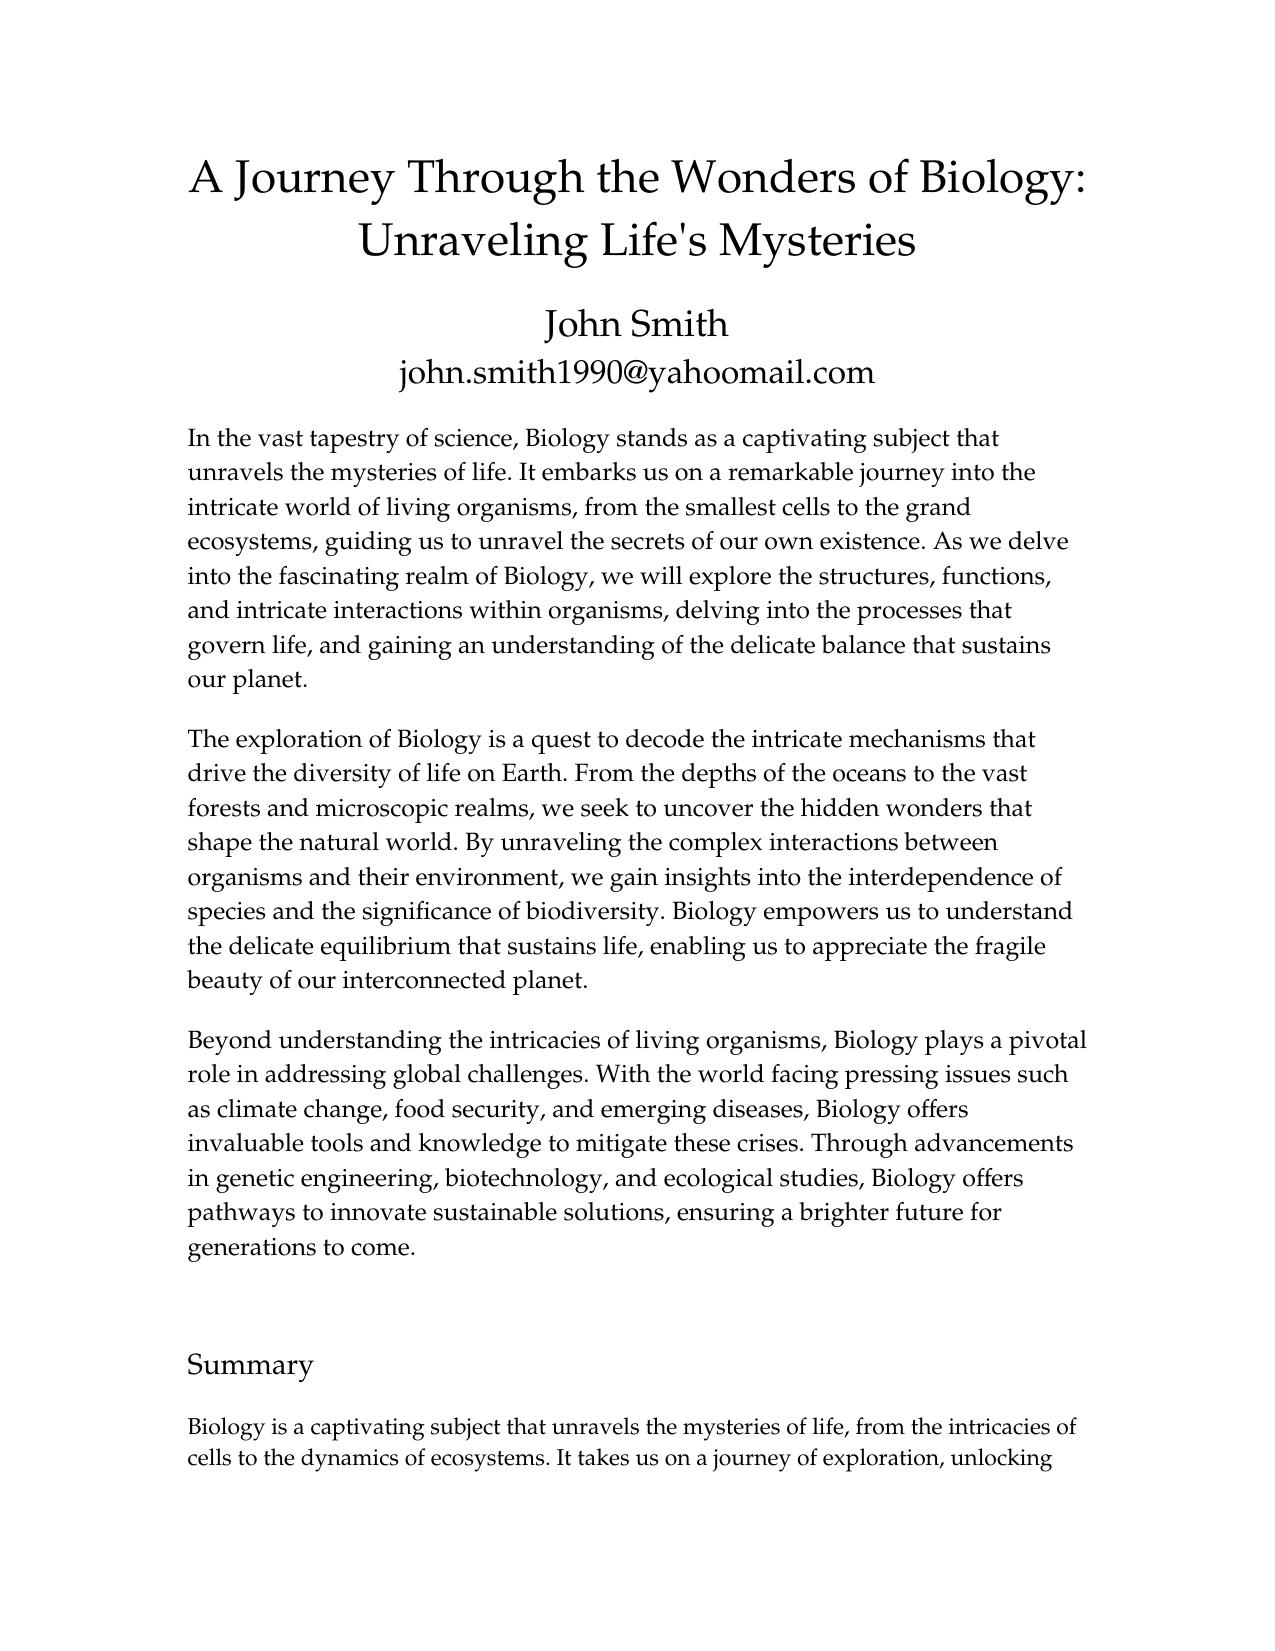 A Journey Through the Wonders of Biology:
Unraveling Life's Mysteries
John Smith
john.smith1990@yahoomail.com
In the vast tapestry of science, Biology stands as a captivating subject that
unravels the mysteries of life. It embarks us on a remarkable journey into the
intricate world of living organisms, from the smallest cells to the grand
ecosystems, guiding us to unravel the secrets of our own existence. As we delve
into the fascinating realm of Biology, we will explore the structures, functions,
and intricate interactions within organisms, delving into the processes that
govern life, and gaining an understanding of the delicate balance that sustains
our planet.
The exploration of Biology is a quest to decode the intricate mechanisms that
drive the diversity of life on Earth. From the depths of the oceans to the vast
forests and microscopic realms, we seek to uncover the hidden wonders that
shape the natural world. By unraveling the complex interactions between
organisms and their environment, we gain insights into the interdependence of
species and the significance of biodiversity. Biology empowers us to understand
the delicate equilibrium that sustains life, enabling us to appreciate the fragile
beauty of our interconnected planet.
Beyond understanding the intricacies of living organisms, Biology plays a pivotal
role in addressing global challenges. With the world facing pressing issues such
as climate change, food security, and emerging diseases, Biology offers
invaluable tools and knowledge to mitigate these crises. Through advancements
in genetic engineering, biotechnology, and ecological studies, Biology offers
pathways to innovate sustainable solutions, ensuring a brighter future for
generations to come.
Summary
Biology is a captivating subject that unravels the mysteries of life, from the intricacies of
cells to the dynamics of ecosystems. It takes us on a journey of exploration, unlocking